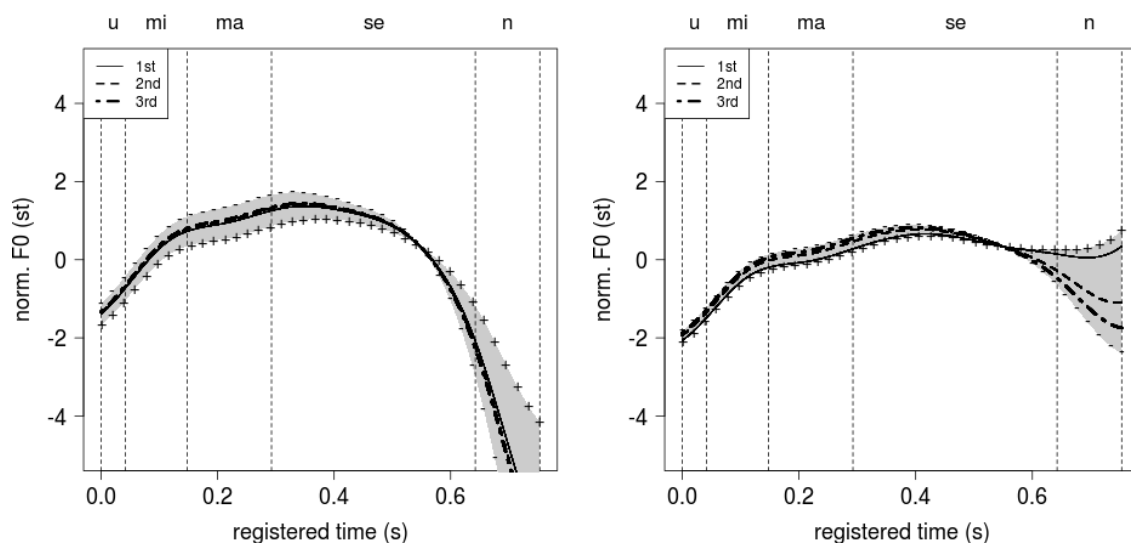 u mi ma se n
1st
2nd
3rd
norm. F0 (st)
4
2
0
-2
-4
0.0 0.2 0.4 0.6
registered time (s)
u mi ma se n
1st
2nd
3rd
norm. F0 (st)
4
2
0
-2
-4
0.0 0.2 0.4 0.6
registered time (s)